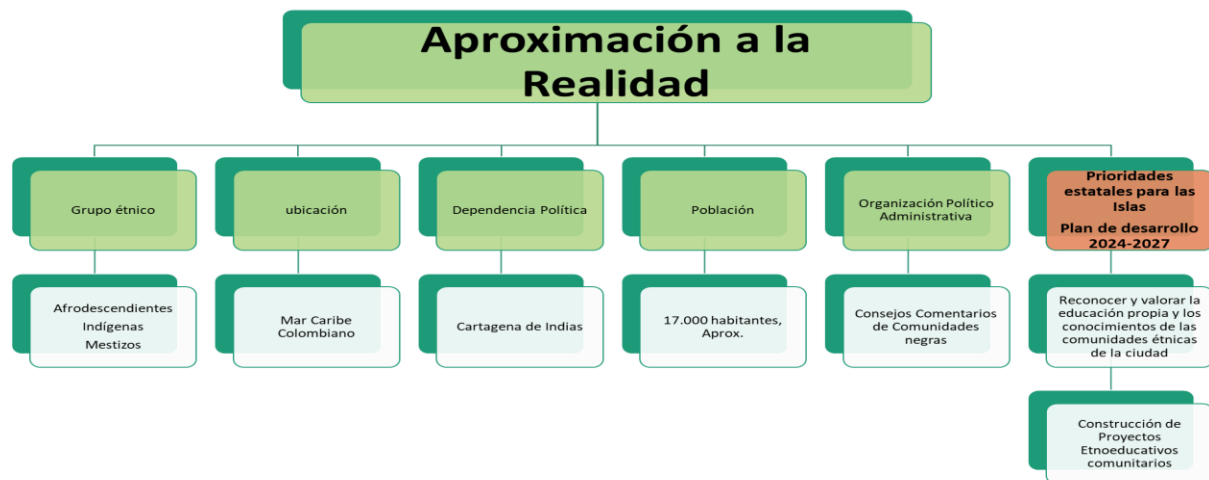 Aproximación a la
Realidad
Grupo étnico
ubicación
Dependencia Política
Población
Organización Político
Administrativa
Prioridades
estatales para las
Islas
Plan de desarrollo
2024-2027
Afrodescendientes
Indígenas
Mestizos
Mar Caribe
Colombiano
Cartagena de Indias
17.000 habitantes,
Aprox.
Consejos Comentarios
de Comunidades
negras
Reconocer y valorar la
educación propia y los
conocimientos de las
comunidades étnicas
de la ciudad
Construcción de
Proyectos
Etnoeducativos
comunitarios